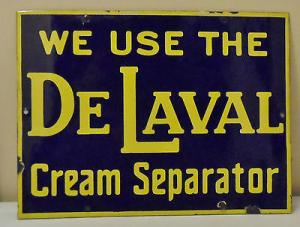 WE USE THE
DE LAVAL
Cream Separator